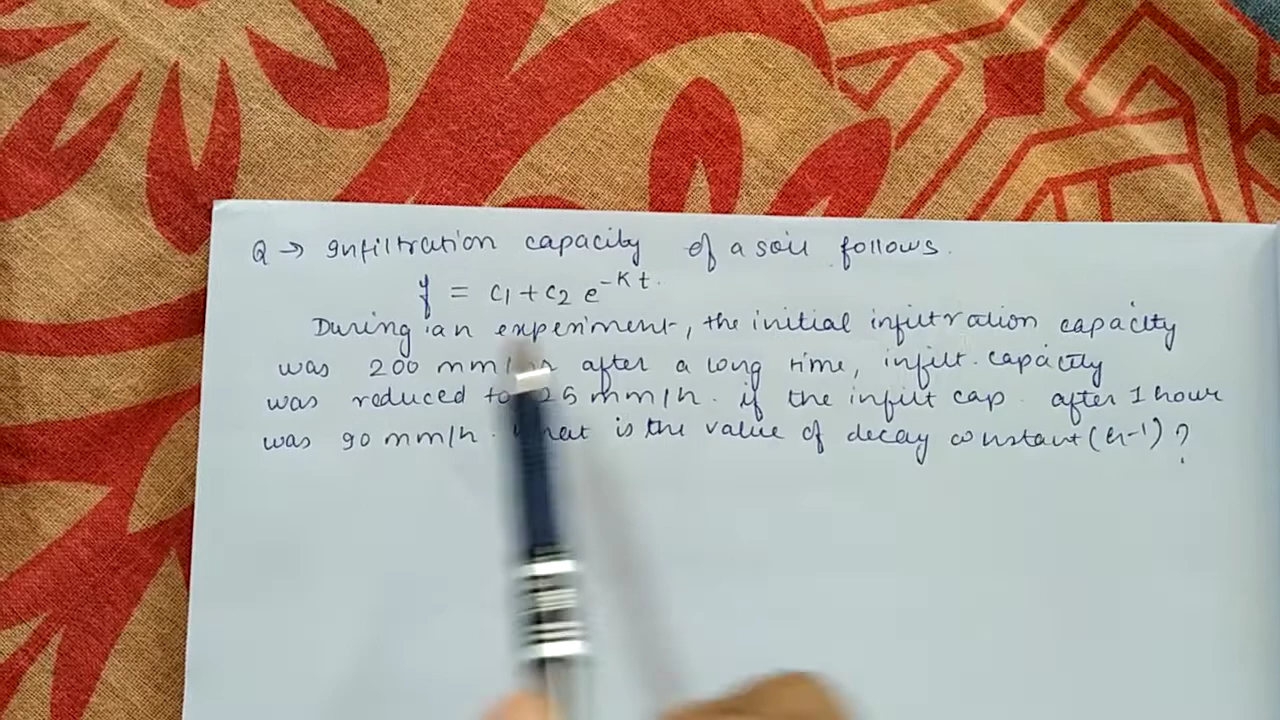 Q → Infiltration capacity of a soil follows.
f = c1 + c2 e^-Kt.
During an experiment, the initial infiltration capacity
was 200 after a long time, infilt. capacity
was reduced to 25 mm/h. if the infilt cap. after 1 hour
was 90 mm/h. is the value of decay constant (h^-1) ?